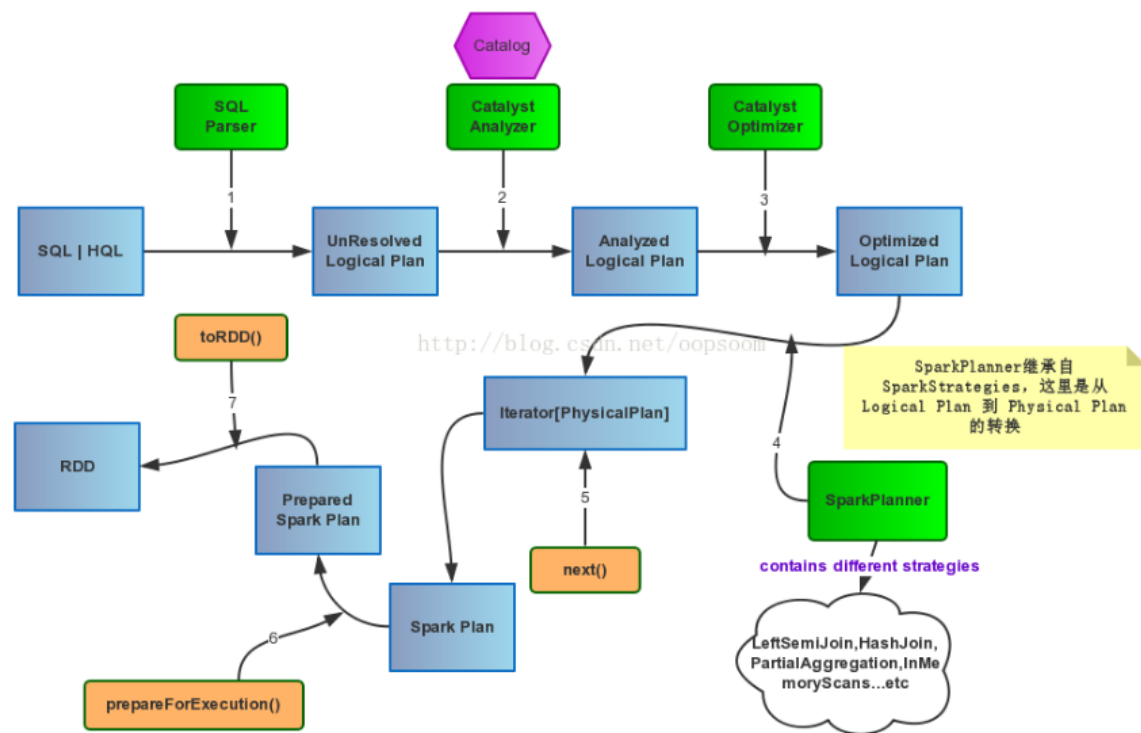 Catalog
SQL
Parser
Catalyst
Analyzer
Catalyst
Optimizer
1
2
3
SQL | HQL
UnResolved
Logical Plan
Analyzed
Logical Plan
Optimized
Logical Plan
toRDD()
http://blog.csdn.net/oopsoom
SparkPlanner继承自
SparkStrategies, 这里是从
Logical Plan 到 Physical Plan
的转换
7
Iterator[PhysicalPlan]
4
RDD
Prepared
Spark Plan
5
SparkPlanner
next()
contains different strategies
Spark Plan
6
LeftSemiJoin,HashJoin,
PartialAggregation,InMe
moryScans...etc
prepareForExecution()